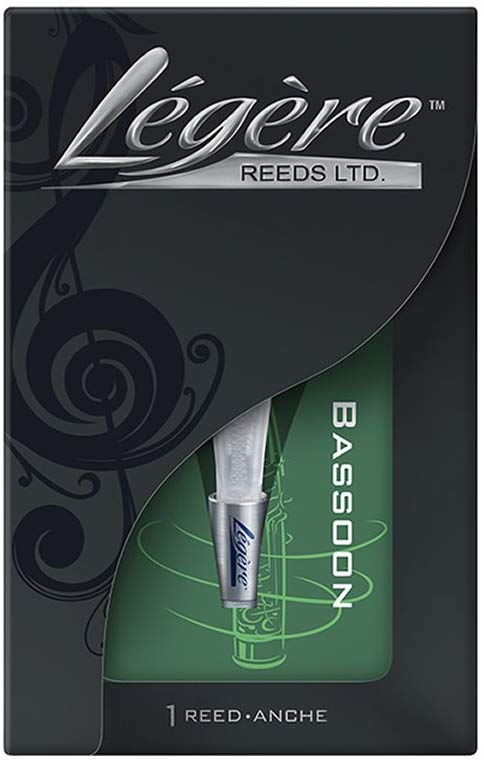 Légère™
REEDS LTD.
BASSOON
Légère
1 REED•ANCHE